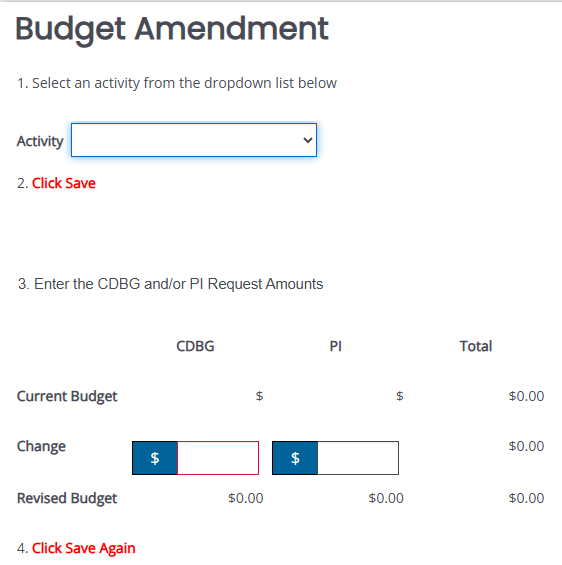 Budget Amendment
1. Select an activity from the dropdown list below
Activity
2. Click Save
3. Enter the CDBG and/or PI Request Amounts
CDBG PI Total
Current Budget $ $ $0.00
Change $ $ $0.00
Revised Budget $0.00 $0.00 $0.00
4. Click Save Again